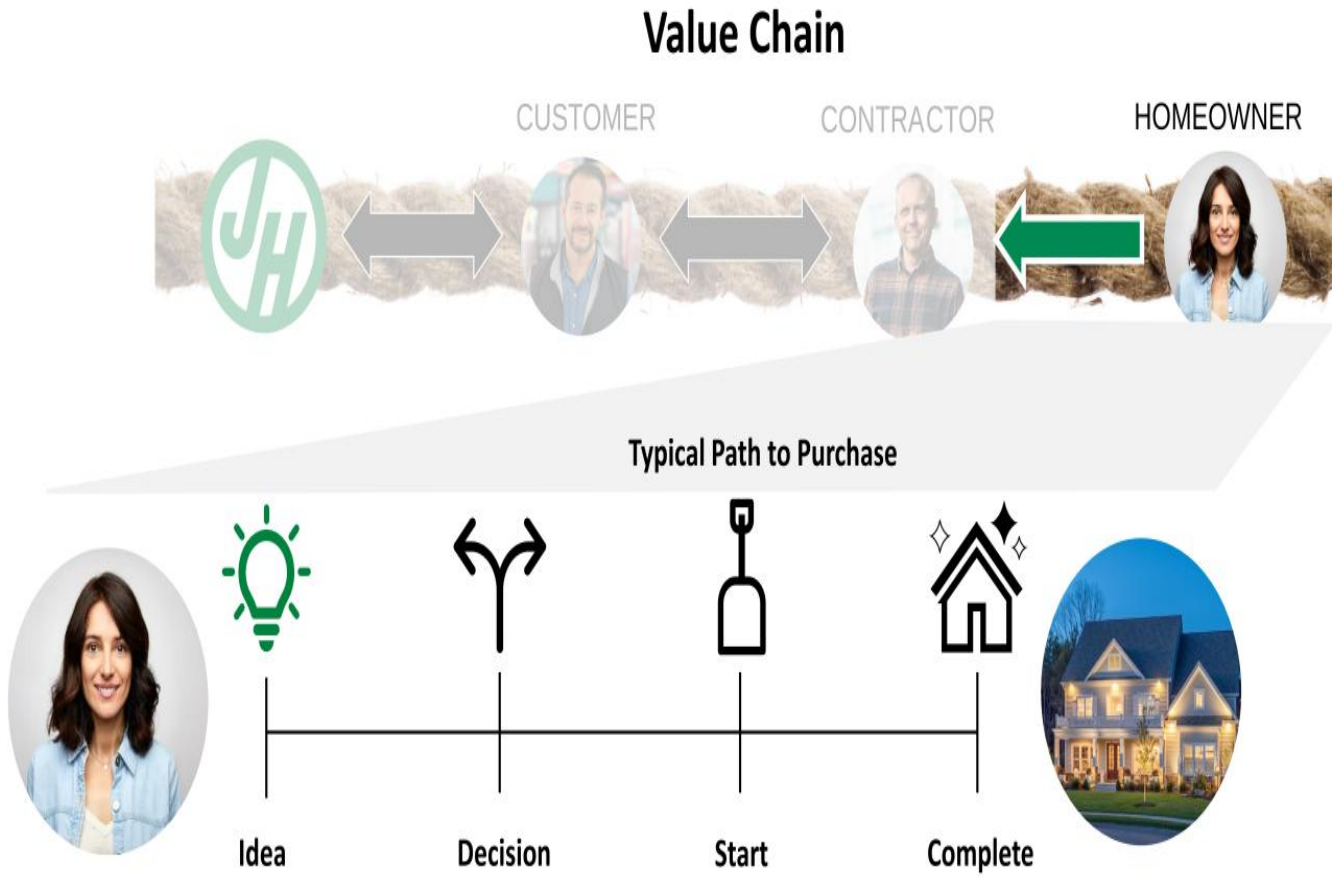 Value Chain
CUSTOMER
CONTRACTOR
HOMEOWNER
JH
Typical Path to Purchase
Idea
Decision
Start
Complete